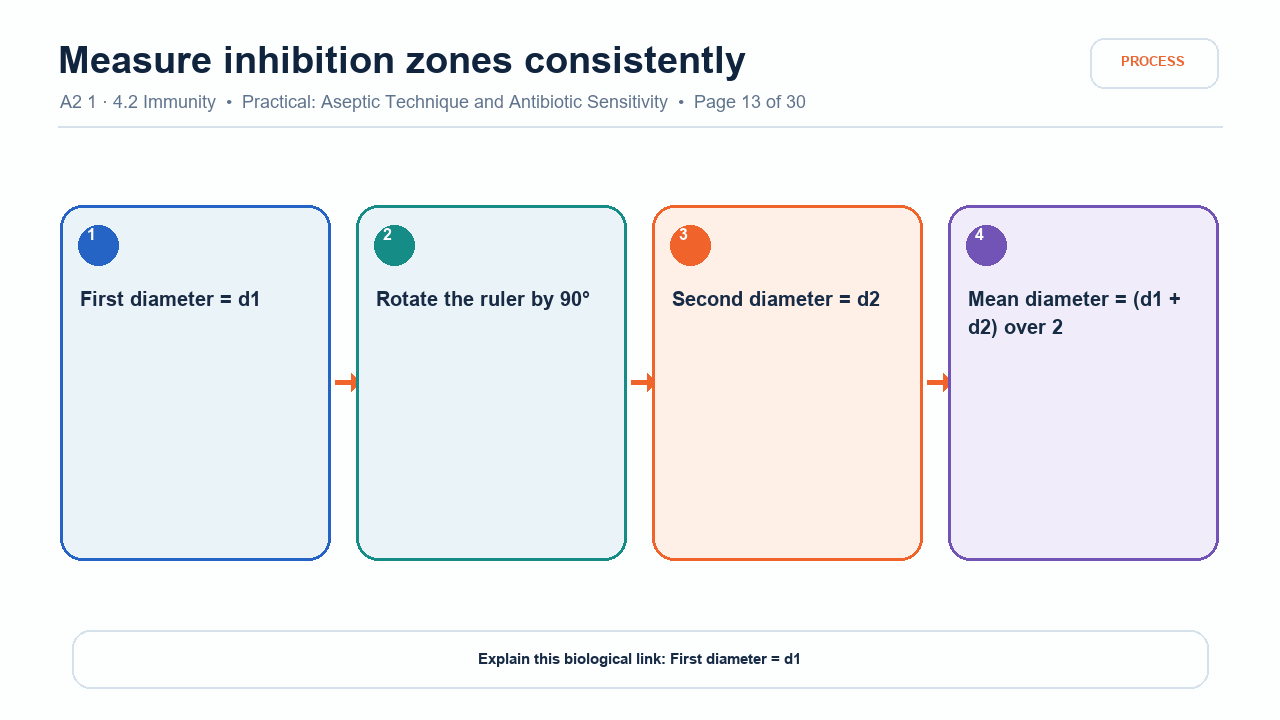 Measure inhibition zones consistently
PROCESS
A2 1 · 4.2 Immunity • Practical: Aseptic Technique and Antibiotic Sensitivity • Page 13 of 30
1
First diameter = d1
2
Rotate the ruler by 90°
3
Second diameter = d2
4
Mean diameter = (d1 +
d2) over 2
Explain this biological link: First diameter = d1